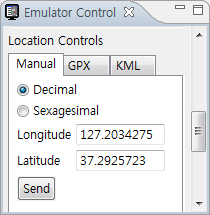 Emulator Control
Location Controls
Manual GPX KML
Decimal
Sexagesimal
Longitude 127.2034275
Latitude 37.2925723
Send